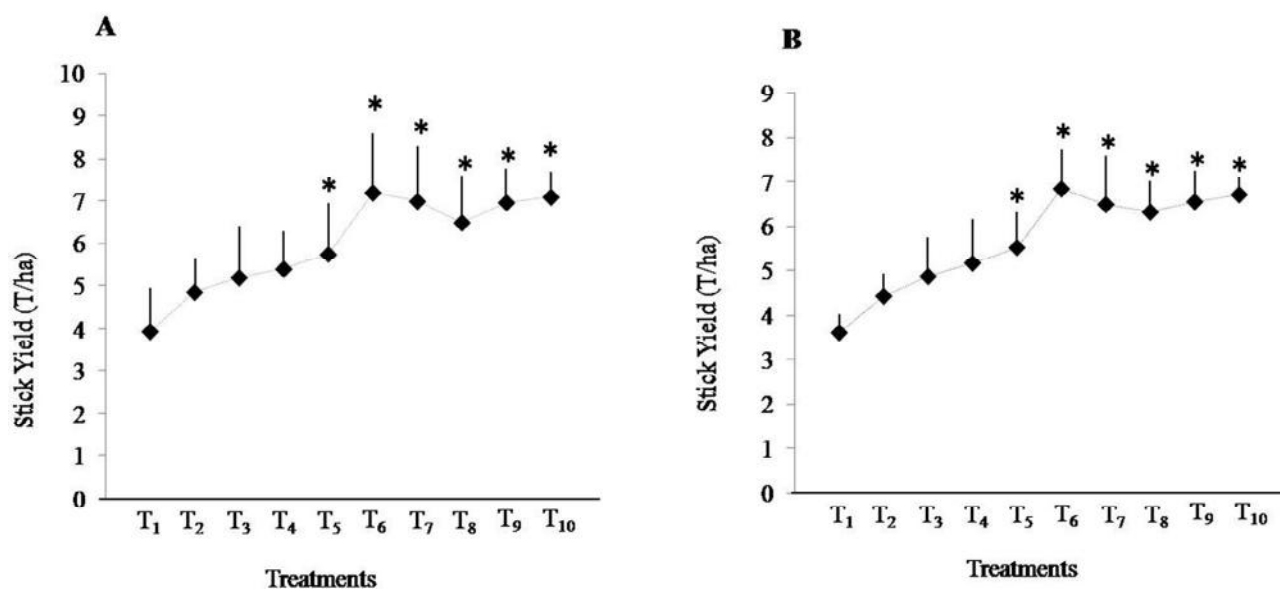 A
10
9
8
7
6
5
4
3
2
1
0
Stick Yield (T/ha)
* * * * * *
T₁ T₂ T₃ T₄ T₅ T₆ T₇ T₈ T₉ T₁₀
Treatments
B
9
8
7
6
5
4
3
2
1
0
Stick Yield (T/ha)
* * * * * *
T₁ T₂ T₃ T₄ T₅ T₆ T₇ T₈ T₉ T₁₀
Treatments